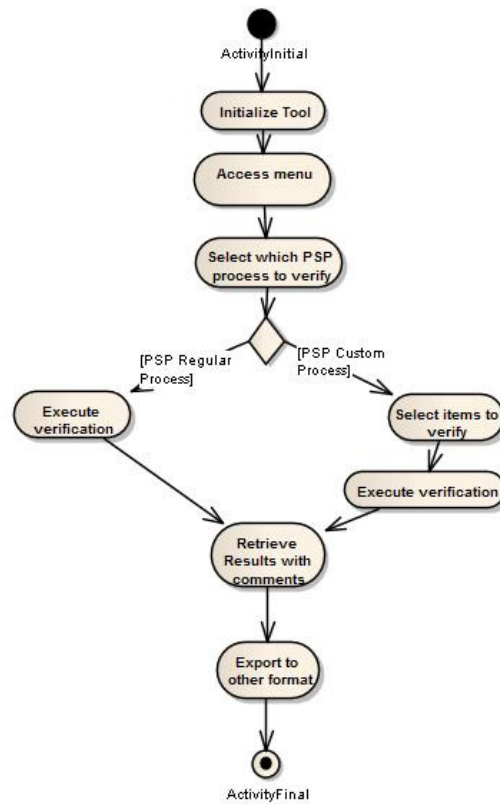 ActivityInitial
Initialize Tool
Access menu
Select which PSP
process to verify
[PSP Regular
Process]
[PSP Custom
Process]
Execute
verification
Select items to
verify
Execute verification
Retrieve
Results with
comments
Export to
other format
ActivityFinal